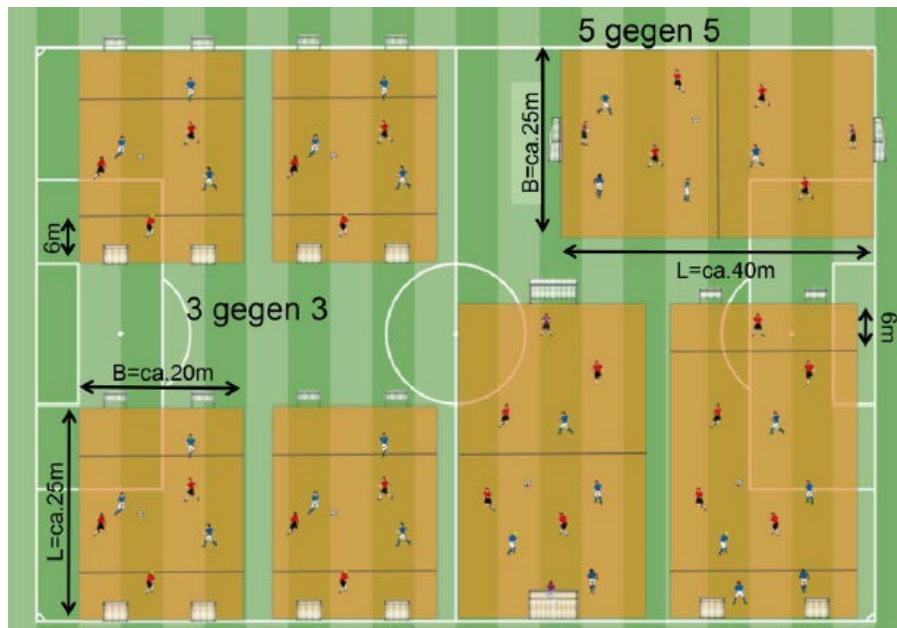 5 gegen 5
B=ca.25m
6m
L=ca.40m
3 gegen 3
6m
B=ca.20m
L=ca.25m